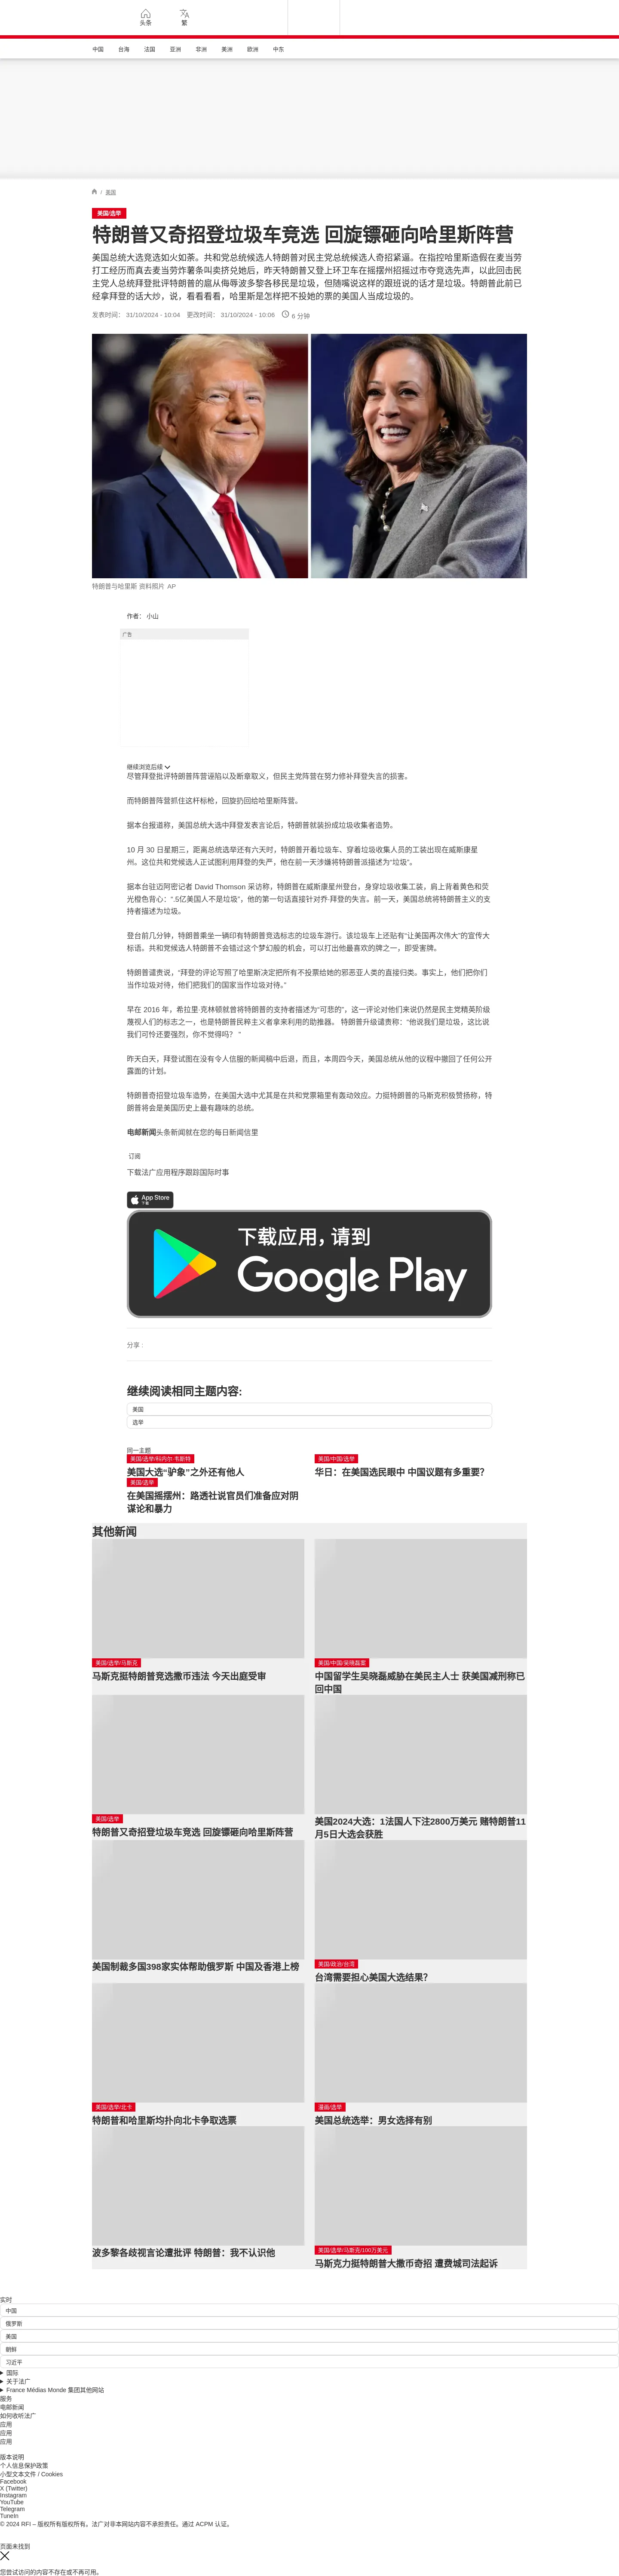 头条
繁
中国
台海
法国
亚洲
非洲
美洲
欧洲
中东
/ 美国
美国/选举
特朗普又奇招登垃圾车竞选 回旋镖砸向哈里斯阵营
美国总统大选竞选如火如荼。共和党总统候选人特朗普对民主党总统候选人奇招紧逼。在指控哈里斯造假在麦当劳
打工经历而真去麦当劳炸薯条叫卖挤兑她后，昨天特朗普又登上环卫车在摇摆州招摇过市夺竞选先声，以此回击民
主党人总统拜登批评特朗普的扈从侮辱波多黎各移民是垃圾，但随嘴说这样的跟班说的话才是垃圾。特朗普此前已
经拿拜登的话大炒，说，看看看看，哈里斯是怎样把不投她的票的美国人当成垃圾的。
发表时间： 31/10/2024 - 10:04 更改时间： 31/10/2024 - 10:06 6 分钟
特朗普与哈里斯 资料照片 AP
作者： 小山
广告
继续浏览后续
尽管拜登批评特朗普阵营诬陷以及断章取义，但民主党阵营在努力修补拜登失言的损害。
而特朗普阵营抓住这杆标枪，回旋扔回给哈里斯阵营。
据本台报道称，美国总统大选中拜登发表言论后，特朗普就装扮成垃圾收集者造势。
10 月 30 日星期三，距离总统选举还有六天时，特朗普开着垃圾车、穿着垃圾收集人员的工装出现在威斯康星
州。这位共和党候选人正试图利用拜登的失严，他在前一天涉嫌将特朗普派描述为“垃圾”。
据本台驻迈阿密记者 David Thomson 采访称，特朗普在威斯康星州登台，身穿垃圾收集工装，肩上背着黄色和荧
光橙色背心：“.5亿美国人不是垃圾”，他的第一句话直接针对乔·拜登的失言。前一天，美国总统将特朗普主义的支
持者描述为垃圾。
登台前几分钟，特朗普乘坐一辆印有特朗普竞选标志的垃圾车游行。该垃圾车上还贴有“让美国再次伟大”的宣传大
标语。共和党候选人特朗普不会错过这个梦幻般的机会，可以打出他最喜欢的牌之一，即受害牌。
特朗普谴责说，“拜登的评论写照了哈里斯决定把所有不投票给她的邪恶亚人类的直接归类。事实上，他们把你们
当作垃圾对待，他们把我们的国家当作垃圾对待。”
早在 2016 年，希拉里·克林顿就曾将特朗普的支持者描述为“可悲的”，这一评论对他们来说仍然是民主党精英阶级
蔑视人们的标志之一，也是特朗普民粹主义者拿来利用的助推器。 特朗普升级谴责称：“他说我们是垃圾，这比说
我们可怜还要强烈，你不觉得吗？ ”
昨天白天，拜登试图在没有令人信服的新闻稿中后退，而且，本周四今天，美国总统从他的议程中撤回了任何公开
露面的计划。
特朗普奇招登垃圾车造势，在美国大选中尤其是在共和党票箱里有轰动效应。力挺特朗普的马斯克积极赞扬称，特
朗普将会是美国历史上最有趣味的总统。
电邮新闻头条新闻就在您的每日新闻信里
订阅
下载法广应用程序跟踪国际时事
App Store
下载
下载应用，请到
Google Play
分享 :
继续阅读相同主题内容:
美国
选举
同一主题
美国/选举/科内尔·韦斯特
美国大选“驴象”之外还有他人
美国/中国/选举
华日：在美国选民眼中 中国议题有多重要？
美国/选举
在美国摇摆州：路透社说官员们准备应对阴
谋论和暴力
其他新闻
美国/选举/马斯克
马斯克挺特朗普竞选撒币违法 今天出庭受审
美国/中国/吴晓磊案
中国留学生吴晓磊威胁在美民主人士 获美国减刑称已
回中国
美国/选举
特朗普又奇招登垃圾车竞选 回旋镖砸向哈里斯阵营
美国2024大选：1法国人下注2800万美元 赌特朗普11
月5日大选会获胜
美国制裁多国398家实体帮助俄罗斯 中国及香港上榜
美国/政治/台湾
台湾需要担心美国大选结果？
美国/选举/北卡
特朗普和哈里斯均扑向北卡争取选票
漫画/选举
美国总统选举：男女选择有别
波多黎各歧视言论遭批评 特朗普：我不认识他
美国/选举/马斯克/100万美元
马斯克力挺特朗普大撒币奇招 遭费城司法起诉
实时
中国
俄罗斯
美国
朝鲜
习近平
国际
关于法广
France Médias Monde 集团其他网站
服务
电邮新闻
如何收听法广
应用
应用
应用
版本说明
个人信息保护政策
小型文本文件 / Cookies
Facebook
X (Twitter)
Instagram
YouTube
Telegram
TuneIn
© 2024 RFI – 版权所有版权所有。法广对非本网站内容不承担责任。通过 ACPM 认证。
页面未找到
您尝试访问的内容不存在或不再可用。